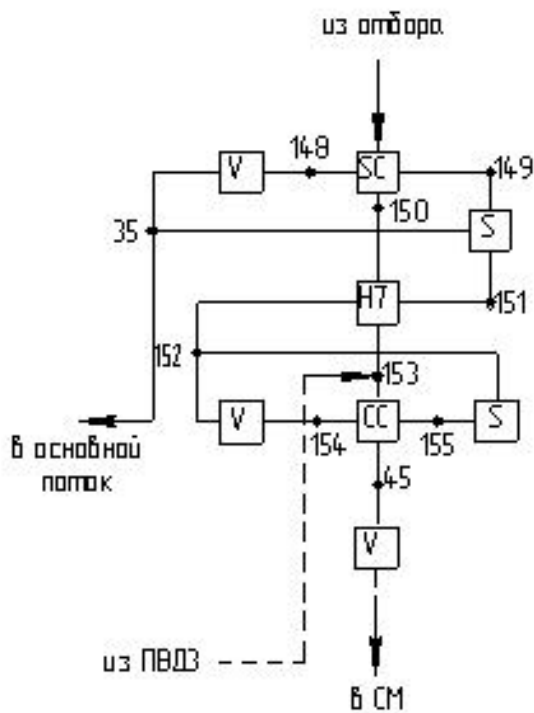 из отбора
V
148
SC
149
150
35
S
H7
151
152
153
V
154
CC
155
S
в основной
поток
45
V
из ПВД3
в СМ